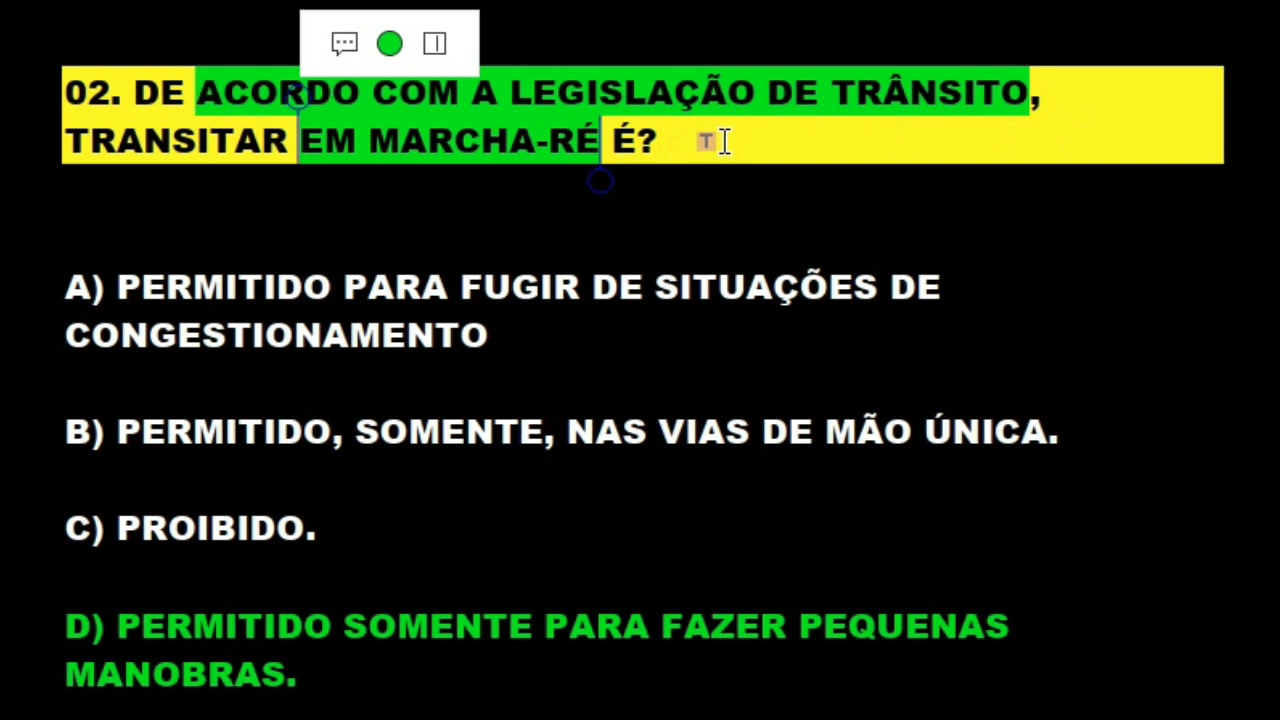 02. DE ACORDO COM A LEGISLAÇÃO DE TRÂNSITO,
TRANSITAR EM MARCHA-RÉ É?
T
A) PERMITIDO PARA FUGIR DE SITUAÇÕES DE
CONGESTIONAMENTO
B) PERMITIDO, SOMENTE, NAS VIAS DE MÃO ÚNICA.
C) PROIBIDO.
D) PERMITIDO SOMENTE PARA FAZER PEQUENAS
MANOBRAS.